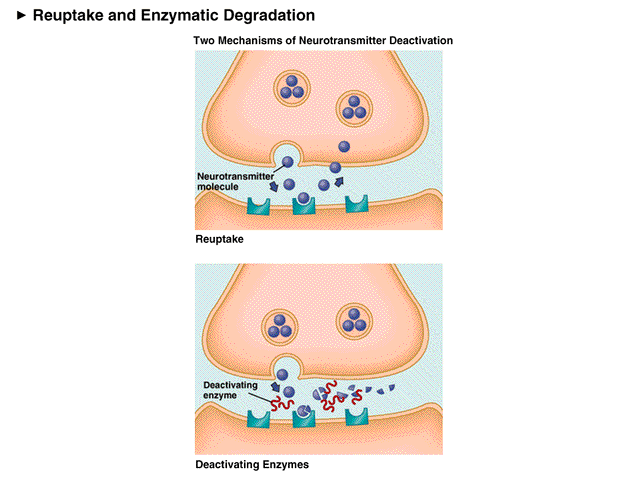 ► Reuptake and Enzymatic Degradation
Two Mechanisms of Neurotransmitter Deactivation
Neurotransmitter
molecule
Reuptake
Deactivating
enzyme
Deactivating Enzymes